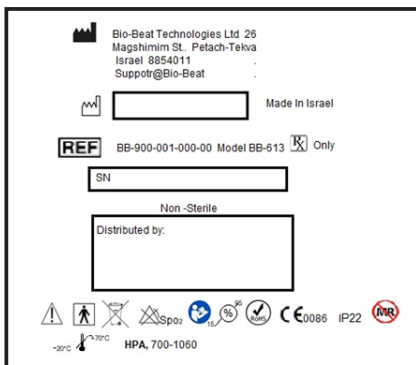 Bio-Beat Technologies Ltd 26
Magshimim St.. Petach-Tekva
Israel 8854011 .
Suppotr@Bio-Beat .
Made In Israel
REF BB-900-001-000-00 Model BB-613 Rx Only
SN
Non -Sterile
Distributed by:
Spo2 15 % 95 RoHS CE0086 IP22 MR
-20°C +70°C HPA, 700-1060